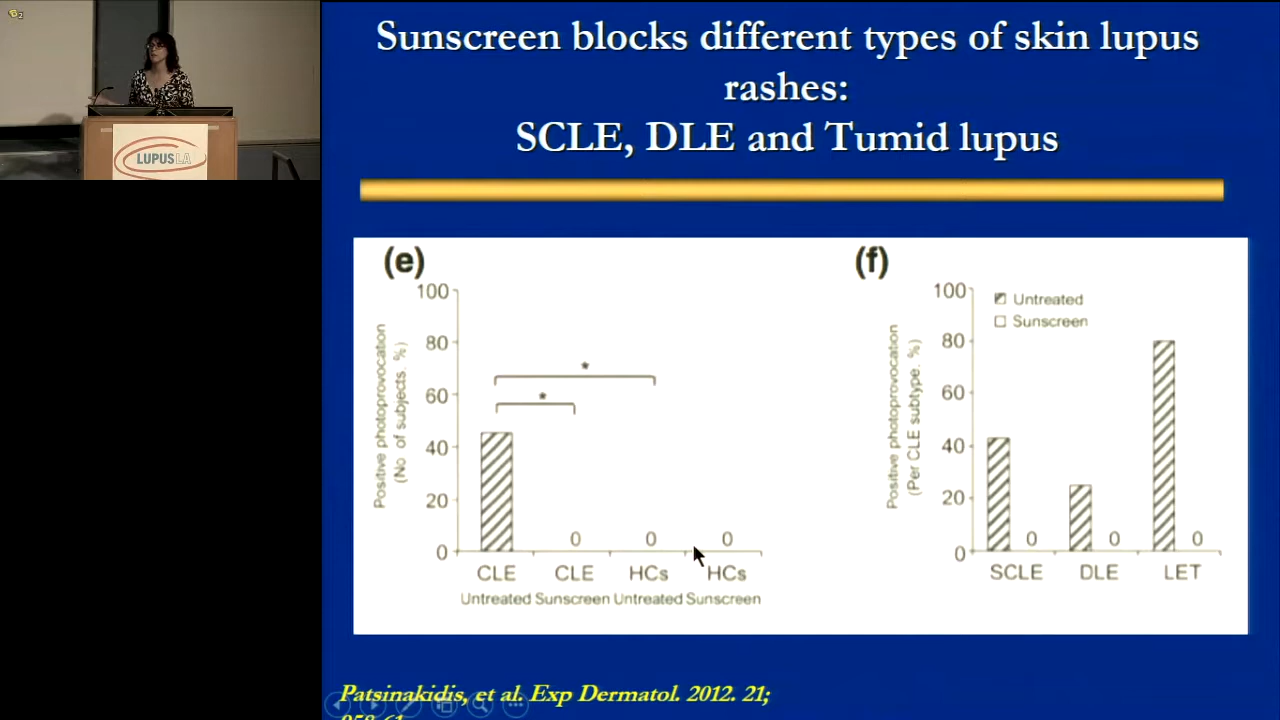 Sunscreen blocks different types of skin lupus
rashes:
SCLE, DLE and Tumid lupus
LUPUS LA
(e)
Positive photoprovocation
(No. of subjects. %)
100
80
60
40
20
0
*
*
0
0
0
CLE
CLE
HCs
HCs
Untreated
Sunscreen
Untreated
Sunscreen
(f)
Positive photoprovocation
(Per CLE subtype. %)
100
80
60
40
20
0
Untreated
Sunscreen
0
0
0
SCLE
DLE
LET
Patsinakidis, et al. Exp Dermatol. 2012. 21;